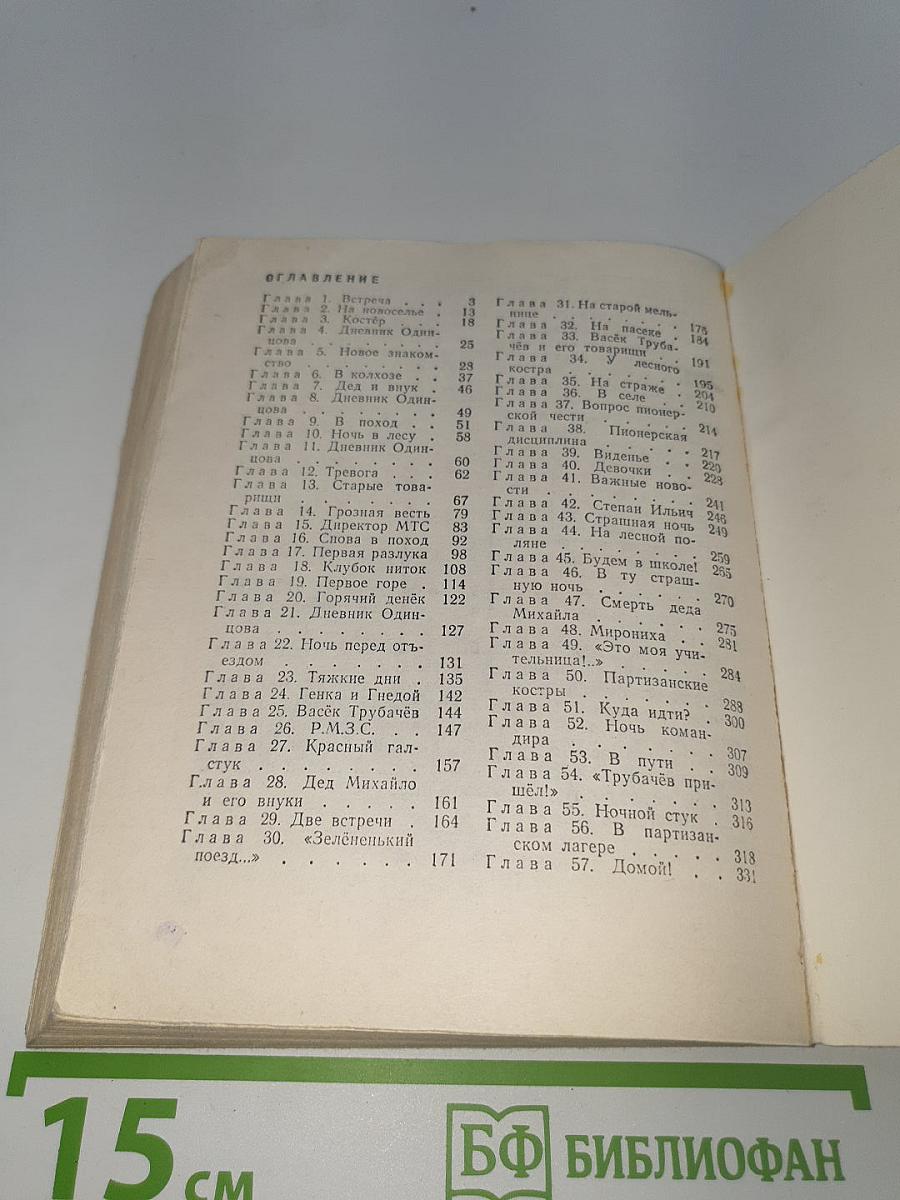 ОГЛАВЛЕНИЕ
Глава 1. Встреча . . . 3
Глава 2. На новоселье . 13
Глава 3. Костёр . . 18
Глава 4. Дневник Один-
цова . . . . . . . 25
Глава 5. Новое знаком-
ство . . . . . . . 28
Глава 6. В колхозе . . 37
Глава 7. Дед и внук . 46
Глава 8. Дневник Один-
цова . . . . . . . 49
Глава 9. В поход . . 51
Глава 10. Ночь в лесу . 58
Глава 11. Дневник Один-
цова . . . . . . . 60
Глава 12. Тревога . . . 62
Глава 13. Старые това-
рищи . . . . . . . 67
Глава 14. Грозная весть 79
Глава 15. Директор МТС 83
Глава 16. Снова в поход 92
Глава 17. Первая разлука 98
Глава 18. Клубок ниток 108
Глава 19. Первое горе . 114
Глава 20. Горячий денёк 122
Глава 21. Дневник Один-
цова . . . . . . . 127
Глава 22. Ночь перед отъ-
ездом . . . . . . 131
Глава 23. Тяжкие дни . 135
Глава 24. Генка и Гнедой 142
Глава 25. Васёк Трубачёв 144
Глава 26. Р.М.З.С. . . 147
Глава 27. Красный гал-
стук . . . . . . . 157
Глава 28. Дед Михайло
и его внуки . . . . . 161
Глава 29. Две встречи . 164
Глава 30. «Зелёненький
поезд...» . . . . . . 171
Глава 31. На старой мель-
нице . . . . . . . 175
Глава 32. На пасеке . 184
Глава 33. Васёк Труба-
чёв и его товарищи . . 191
Глава 34. У лесного
костра . . . . . . 195
Глава 35. На страже . 204
Глава 36. В селе . . 210
Глава 37. Вопрос пионер-
ской чести . . . . . 214
Глава 38. Пионерская
дисциплина . . . . . 217
Глава 39. Виденье . . 220
Глава 40. Девочки . . 228
Глава 41. Важные ново-
сти . . . . . . . 241
Глава 42. Степан Ильич 246
Глава 43. Страшная ночь 249
Глава 44. На лесной по-
ляне . . . . . . . 259
Глава 45. Будем в школе! 265
Глава 46. В ту страш-
ную ночь . . . . . . 270
Глава 47. Смерть деда
Михайла . . . . . . 275
Глава 48. Мирониха . . 281
Глава 49. «Это моя учи-
тельница!..» . . . . . 284
Глава 50. Партизанские
костры . . . . . . 288
Глава 51. Куда идти? . 300
Глава 52. Ночь коман-
дира . . . . . . . 307
Глава 53. В пути . . 309
Глава 54. «Трубачёв при-
шёл!» . . . . . . . 313
Глава 55. Ночной стук . 316
Глава 56. В партизан-
ском лагере . . . . . 318
Глава 57. Домой! . . 331
15 см
БФ БИБЛИОФАН